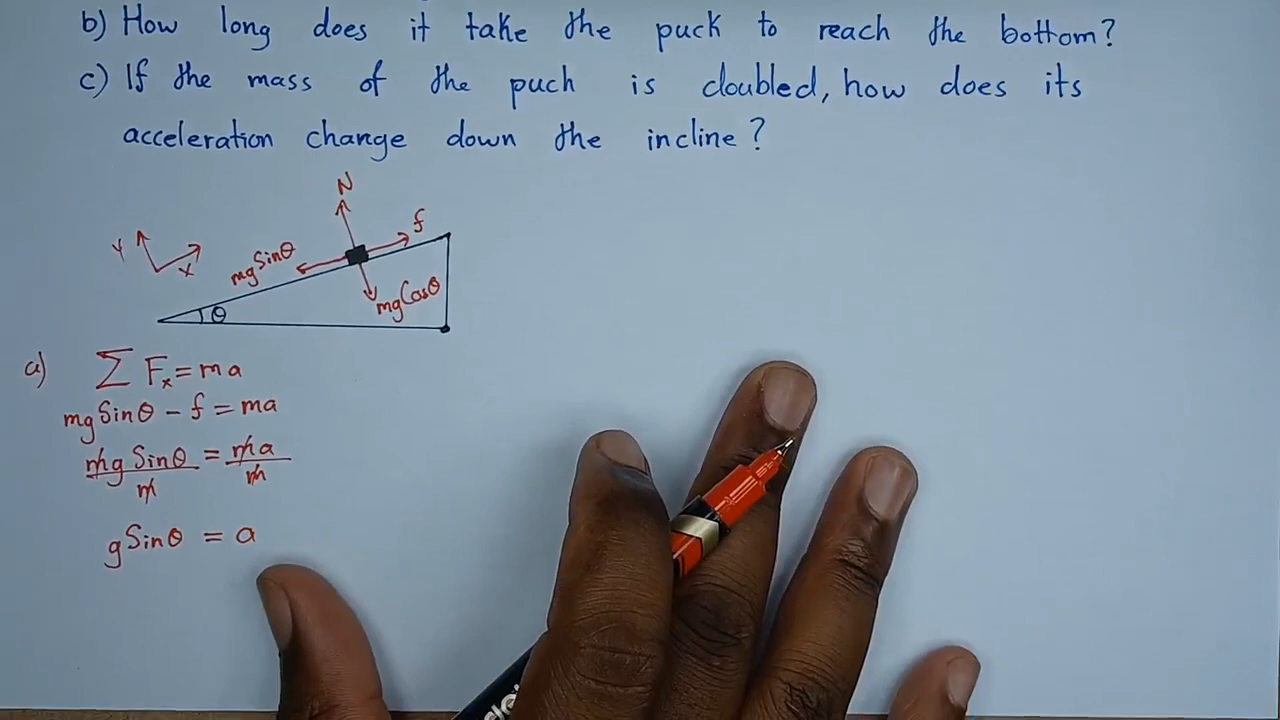 b) How long does it take the puck to reach the bottom?
c) If the mass of the puch is doubled, how does its
acceleration change down the incline?
N
f
Y
X
mg Sinθ
mg Cosθ
θ
a) ∑ Fx = ma
mg Sinθ - f = ma
mg Sinθ / m = ma / m
g Sinθ = a